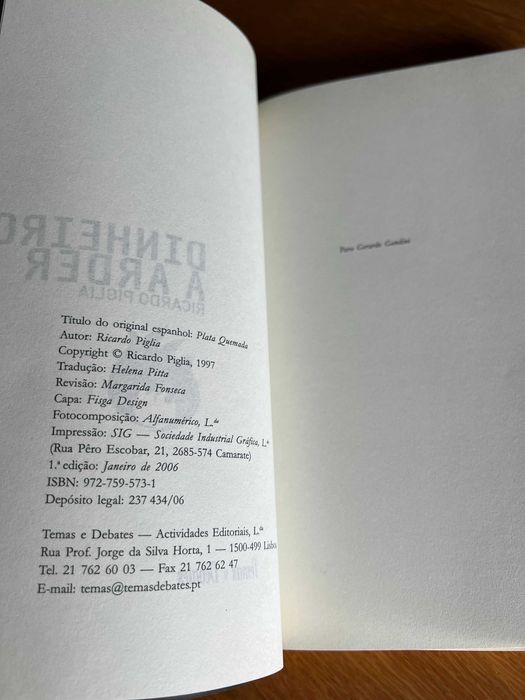 DINHEIRO
A ARDER
RICARDO PIGLIA
Título do original espanhol: Plata Quemada
Autor: Ricardo Piglia
Copyright © Ricardo Piglia, 1997
Tradução: Helena Pitta
Revisão: Margarida Fonseca
Capa: Fisga Design
Fotocomposição: Alfanumérico, L.da
Impressão: SIG — Sociedade Industrial Gráfica, L.a
(Rua Pêro Escobar, 21, 2685-574 Camarate)
1.a edição: Janeiro de 2006
ISBN: 972-759-573-1
Depósito legal: 237 434/06
Temas e Debates — Actividades Editoriais, L.da
Rua Prof. Jorge da Silva Horta, 1 — 1500-499 Lisboa
Tel. 21 762 60 03 — Fax 21 762 62 47
E-mail: temas@temasdebates.pt
Para Gerardo Gandini